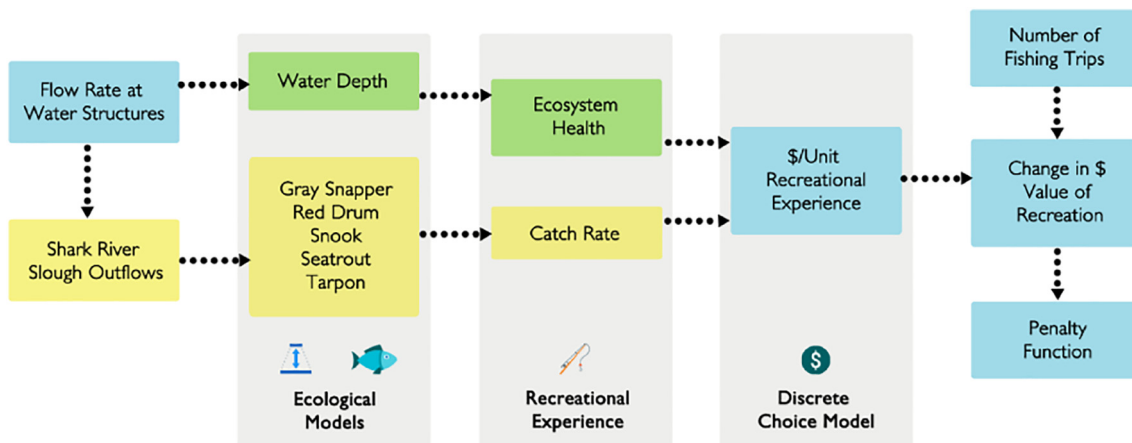 Flow Rate at
Water Structures
Shark River
Slough Outflows
Water Depth
Gray Snapper
Red Drum
Snook
Seatrout
Tarpon
Ecological
Models
Ecosystem
Health
Catch Rate
Recreational
Experience
$/Unit
Recreational
Experience
$
Discrete
Choice Model
Number of
Fishing Trips
Change in $
Value of
Recreation
Penalty
Function